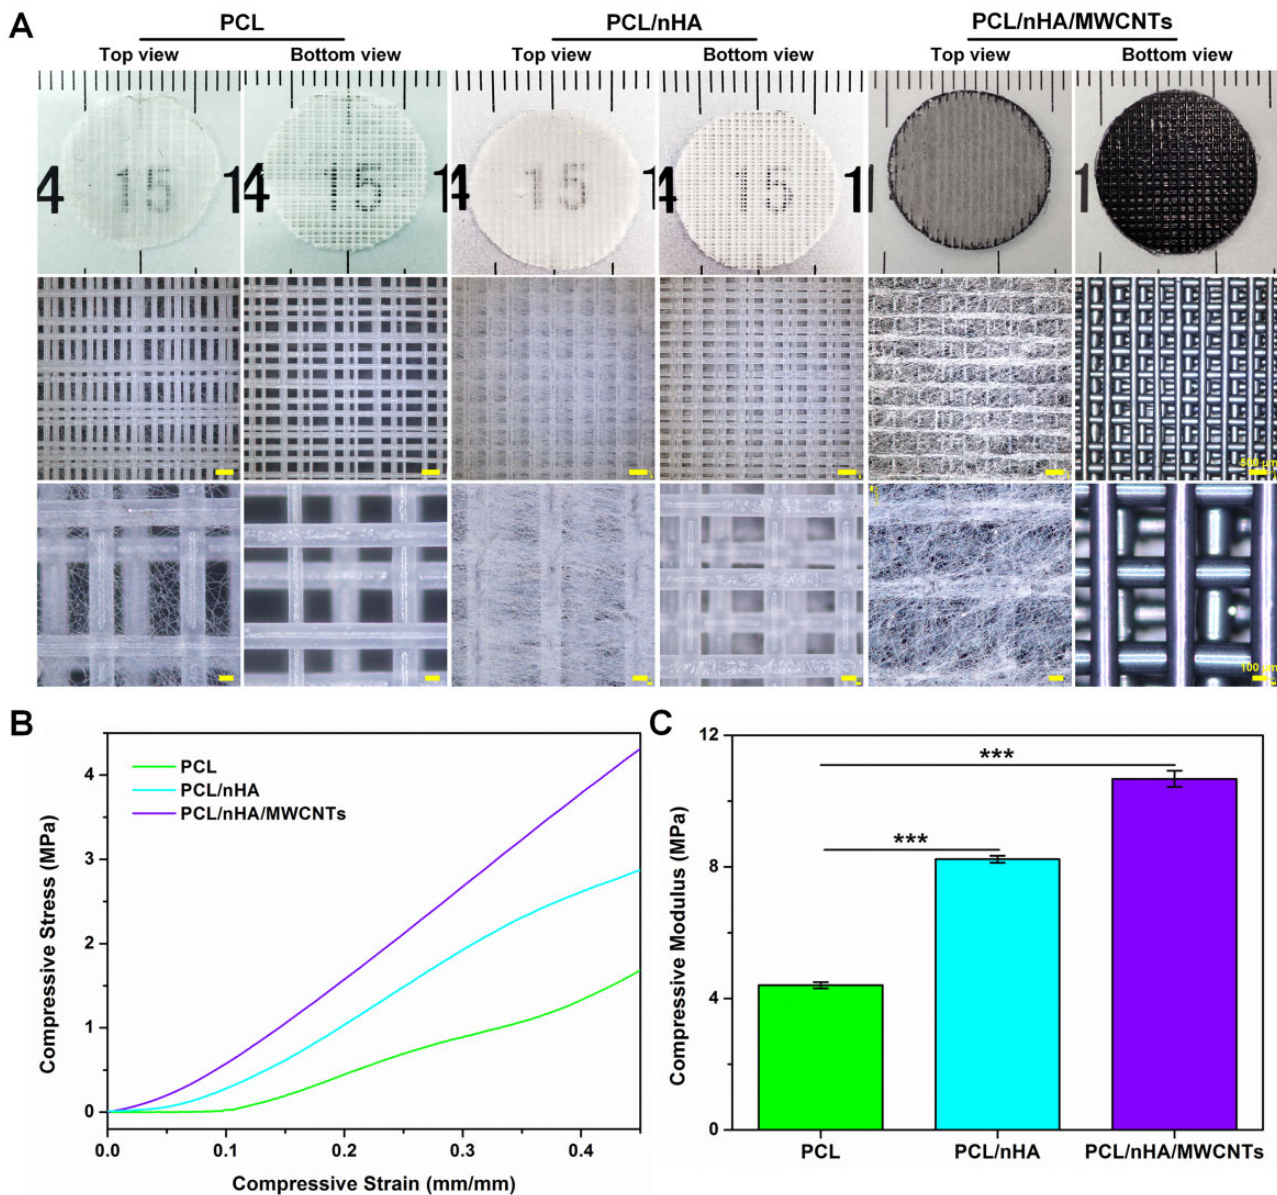 A
PCL
PCL/nHA
PCL/nHA/MWCNTs
Top view
Bottom view
Top view
Bottom view
Top view
Bottom view
4
15
1
4
15
4
15
1
4
15
1
1
500 µm
100 µm
B
PCL
PCL/nHA
PCL/nHA/MWCNTs
4
3
2
1
0
0.0
0.1
0.2
0.3
0.4
Compressive Stress (MPa)
Compressive Strain (mm/mm)
C
12
8
4
0
***
***
Compressive Modulus (MPa)
PCL
PCL/nHA
PCL/nHA/MWCNTs